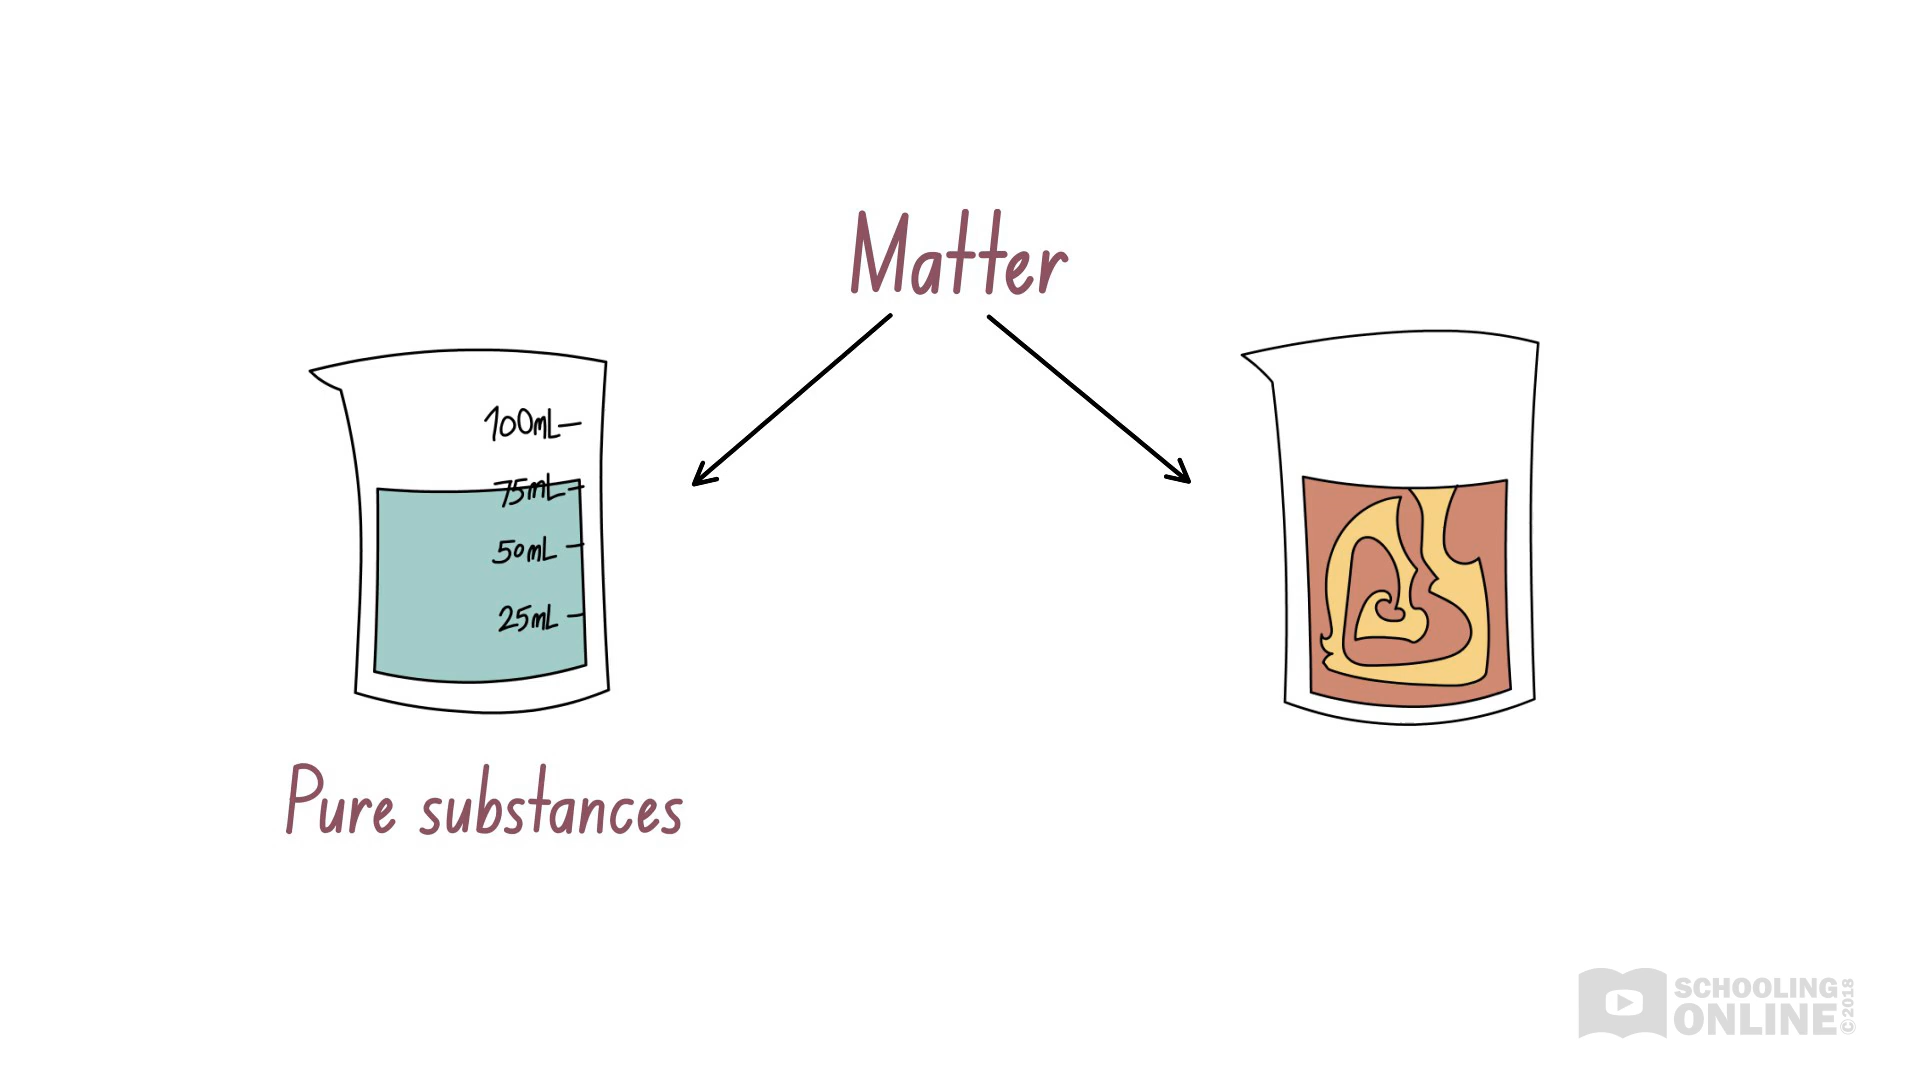 Matter
100mL
75mL
50mL
25mL
Pure substances
SCHOOLING
ONLINE
©2018